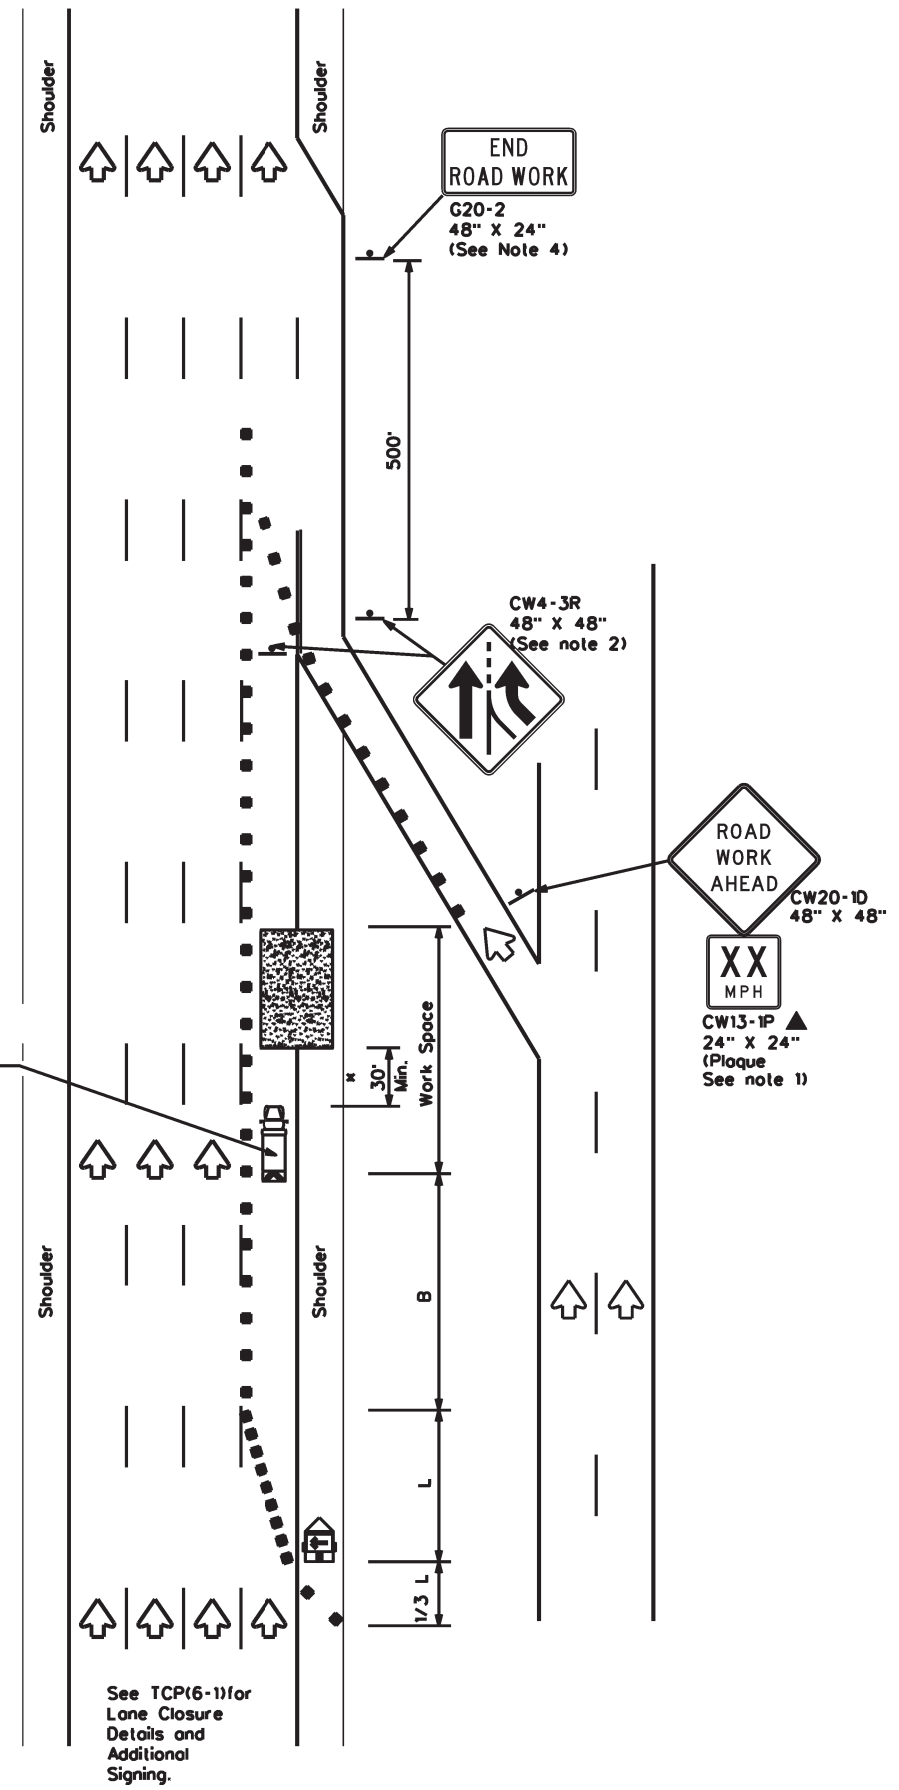 Shoulder
Shoulder
END
ROAD WORK
G20-2
48" X 24"
(See Note 4)
500'
CW4-3R
48" X 48"
(See note 2)
ROAD
WORK
AHEAD
CW20-1D
48" X 48"
XX
MPH
CW13-1P
24" X 24"
(Plaque
See note 1)
x
30'
Min.
Work Space
Shoulder
Shoulder
B
L
1/3 L
See TCP(6-1)for
Lane Closure
Details and
Additional
Signing.